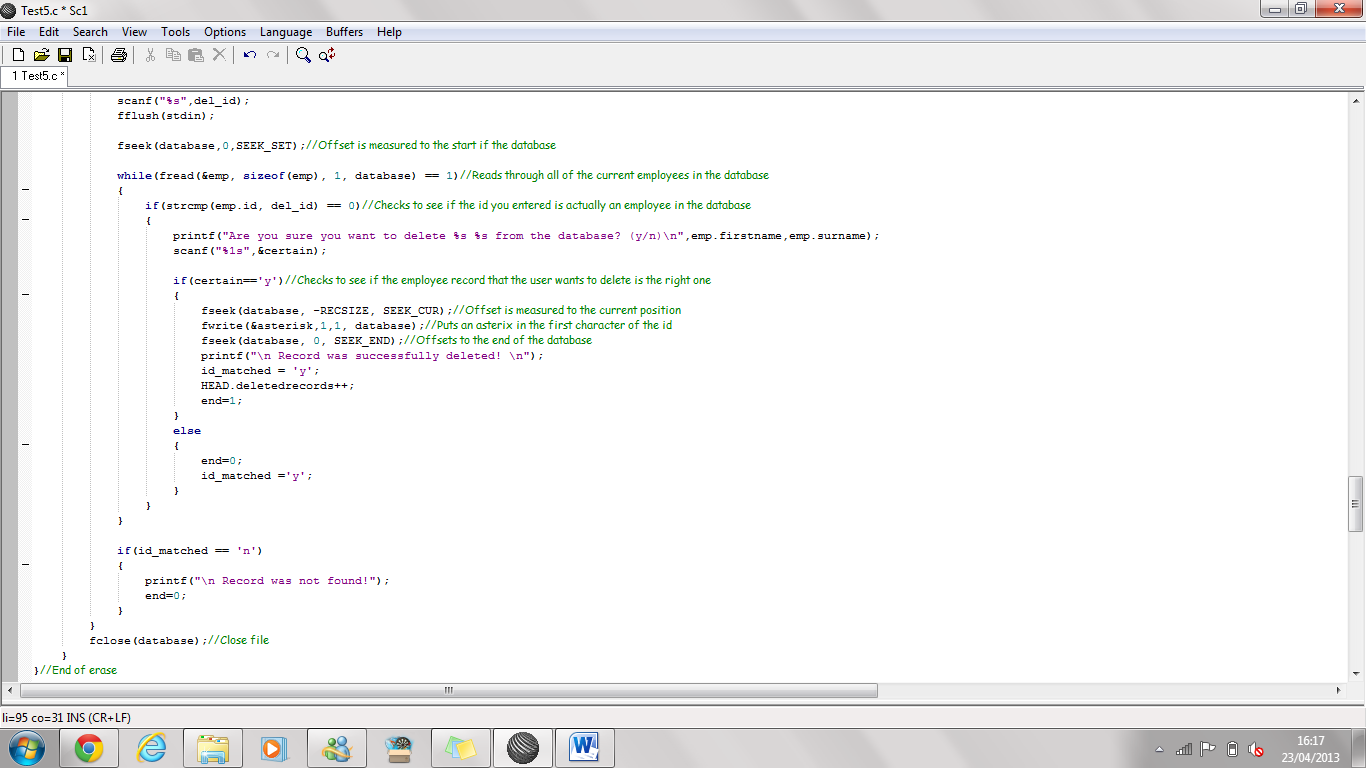 Test5.c * Sc1
File Edit Search View Tools Options Language Buffers Help
1 Test5.c *
scanf("%s",del_id);
fflush(stdin);
fseek(database,0,SEEK_SET);//Offset is measured to the start if the database
while(fread(&emp, sizeof(emp), 1, database) == 1)//Reads through all of the current employees in the database
{
if(strcmp(emp.id, del_id) == 0)//Checks to see if the id you entered is actually an employee in the database
{
printf("Are you sure you want to delete %s %s from the database? (y/n)\n",emp.firstname,emp.surname);
scanf("%1s",&certain);
if(certain=='y')//Checks to see if the employee record that the user wants to delete is the right one
{
fseek(database, -RECSIZE, SEEK_CUR);//Offset is measured to the current position
fwrite(&asterisk,1,1, database);//Puts an asterix in the first character of the id
fseek(database, 0, SEEK_END);//Offsets to the end of the database
printf("\n Record was successfully deleted! \n");
id_matched = 'y';
HEAD.deletedrecords++;
end=1;
}
else
{
end=0;
id_matched ='y';
}
}
}
if(id_matched == 'n')
{
printf("\n Record was not found!");
end=0;
}
}
fclose(database);//Close file
}
}//End of erase
li=95 co=31 INS (CR+LF)
16:17
23/04/2013